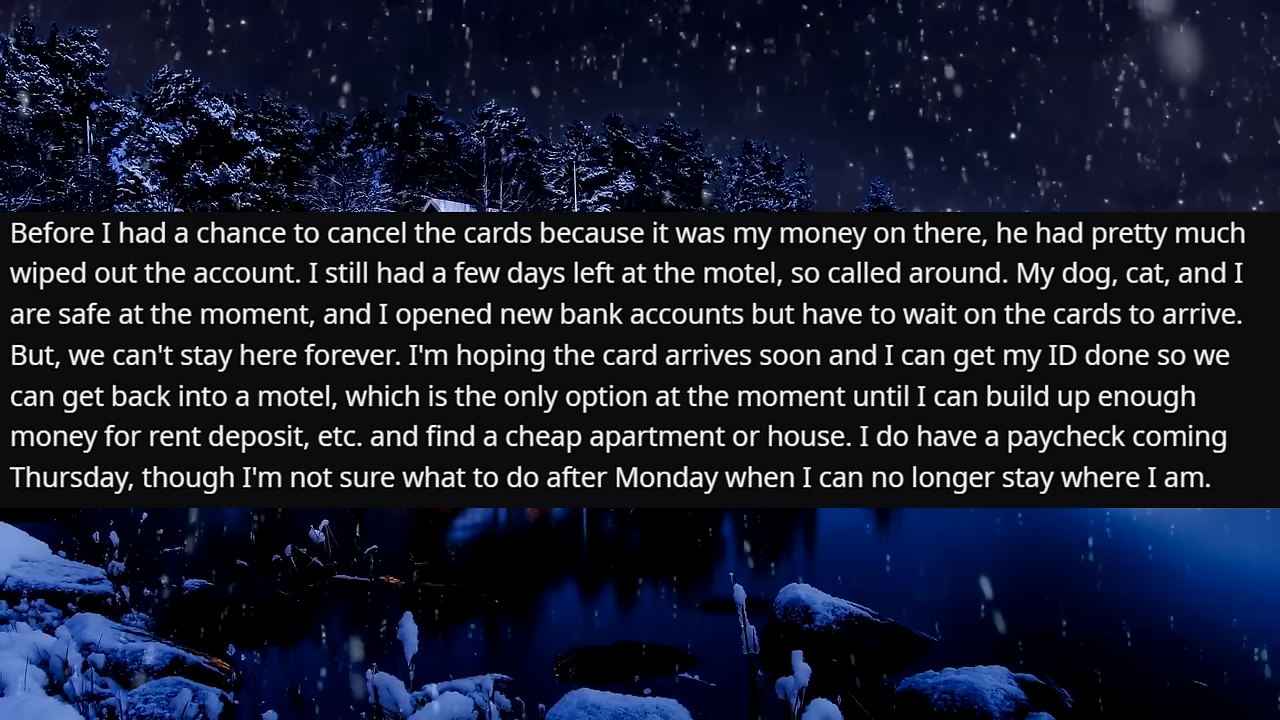 Before I had a chance to cancel the cards because it was my money on there, he had pretty much
wiped out the account. I still had a few days left at the motel, so called around. My dog, cat, and I
are safe at the moment, and I opened new bank accounts but have to wait on the cards to arrive.
But, we can't stay here forever. I'm hoping the card arrives soon and I can get my ID done so we
can get back into a motel, which is the only option at the moment until I can build up enough
money for rent deposit, etc. and find a cheap apartment or house. I do have a paycheck coming
Thursday, though I'm not sure what to do after Monday when I can no longer stay where I am.